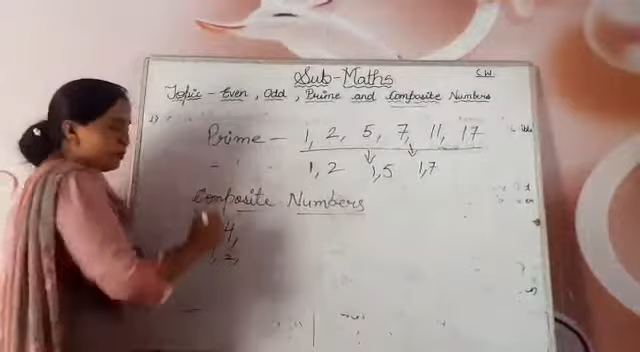 Sub-Maths
C.W
Topic - Even, Odd, Prime and Composite Numbers
Prime - 1, 2, 5, 7, 11, 17
1, 2 1,5 1,7
Composite Numbers
4,
1, 2,